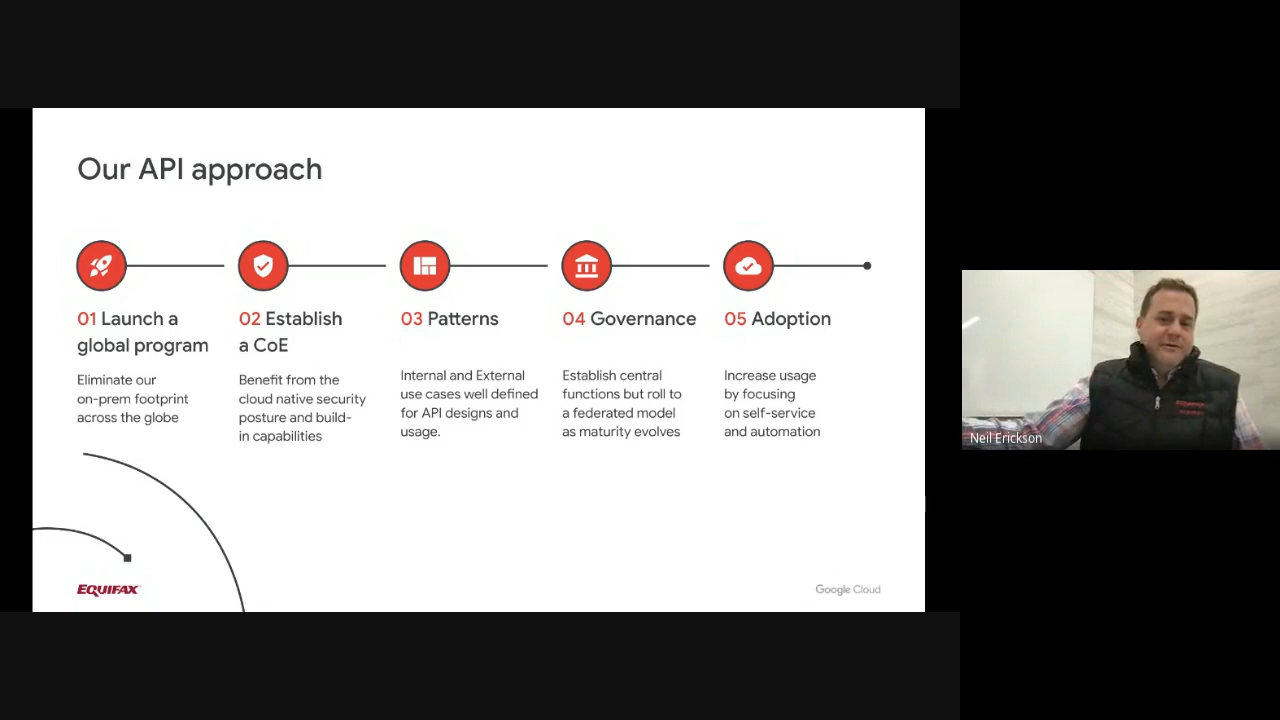 Our API approach
01 Launch a
global program
Eliminate our
on-prem footprint
across the globe
02 Establish
a CoE
Benefit from the
cloud native security
posture and build-
in capabilities
03 Patterns
Internal and External
use cases well defined
for API designs and
usage.
04 Governance
Establish central
functions but roll to
a federated model
as maturity evolves
05 Adoption
Increase usage
by focusing
on self-service
and automation
EQUIFAX
Google Cloud
Neil Erickson